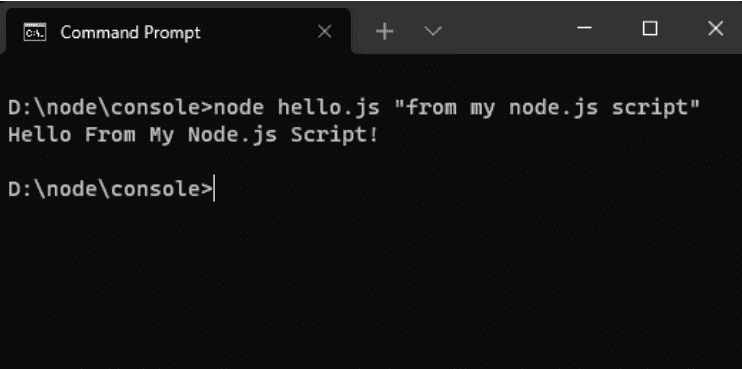 Command Prompt
D:\node\console>node hello.js "from my node.js script"
Hello From My Node.js Script!
D:\node\console>